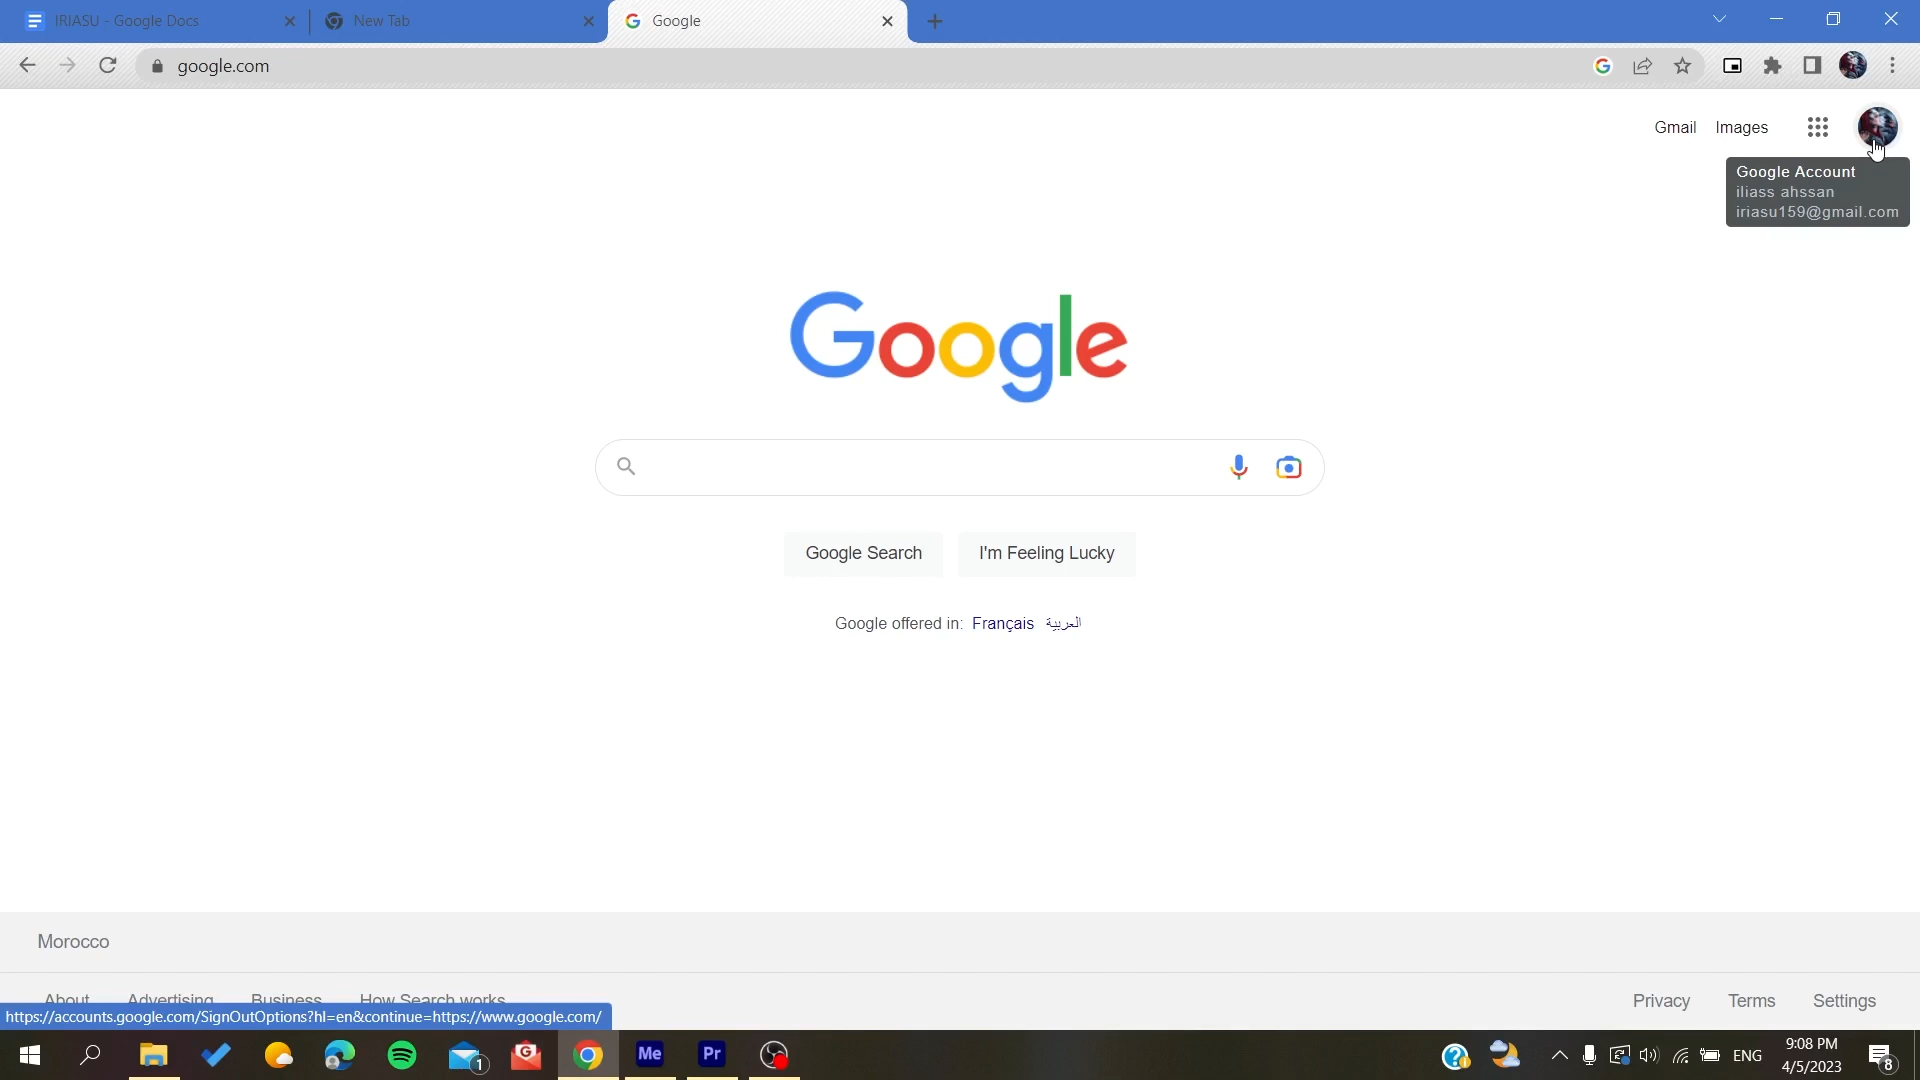 IRIASU - Google Docs
New Tab
Google
google.com
Gmail Images
Google Account
iliass ahssan
iriasu159@gmail.com
Google
Google Search
I'm Feeling Lucky
Google offered in: Français العربية
Morocco
About Advertising Business How Search works
Privacy Terms Settings
https://accounts.google.com/SignOutOptions?hl=en&continue=https://www.google.com/
1
G
Me
Pr
ENG
9:08 PM
4/5/2023
8